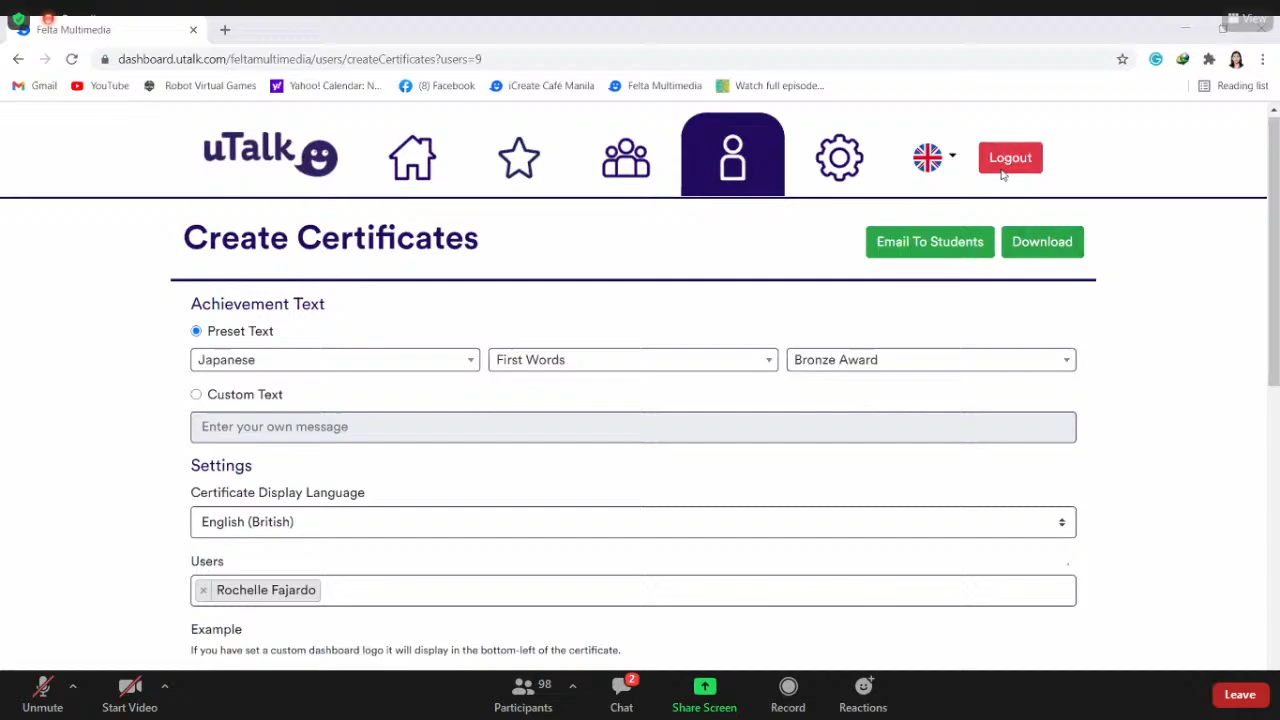 View
Felta Multimedia
dashboard.utalk.com/feltamultimedia/users/createCertificates?users=9
Gmail YouTube Robot Virtual Games Yahoo! Calendar: N... (8) Facebook iCreate Café Manila Felta Multimedia Watch full episode... Reading list
uTalk
Logout
Create Certificates
Email To Students Download
Achievement Text
Preset Text
Japanese First Words Bronze Award
Custom Text
Enter your own message
Settings
Certificate Display Language
English (British)
Users
× Rochelle Fajardo
Example
If you have set a custom dashboard logo it will display in the bottom-left of the certificate.
98 2
Unmute Start Video Participants Chat Share Screen Record Reactions Leave